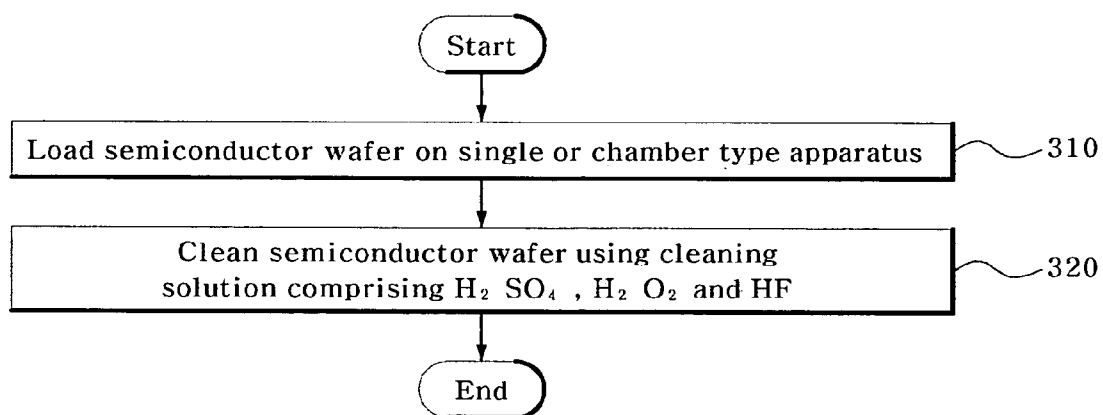 Start
Load semiconductor wafer on single or chamber type apparatus
310
Clean semiconductor wafer using cleaning
solution comprising H₂ SO₄ , H₂ O₂ and HF
320
End